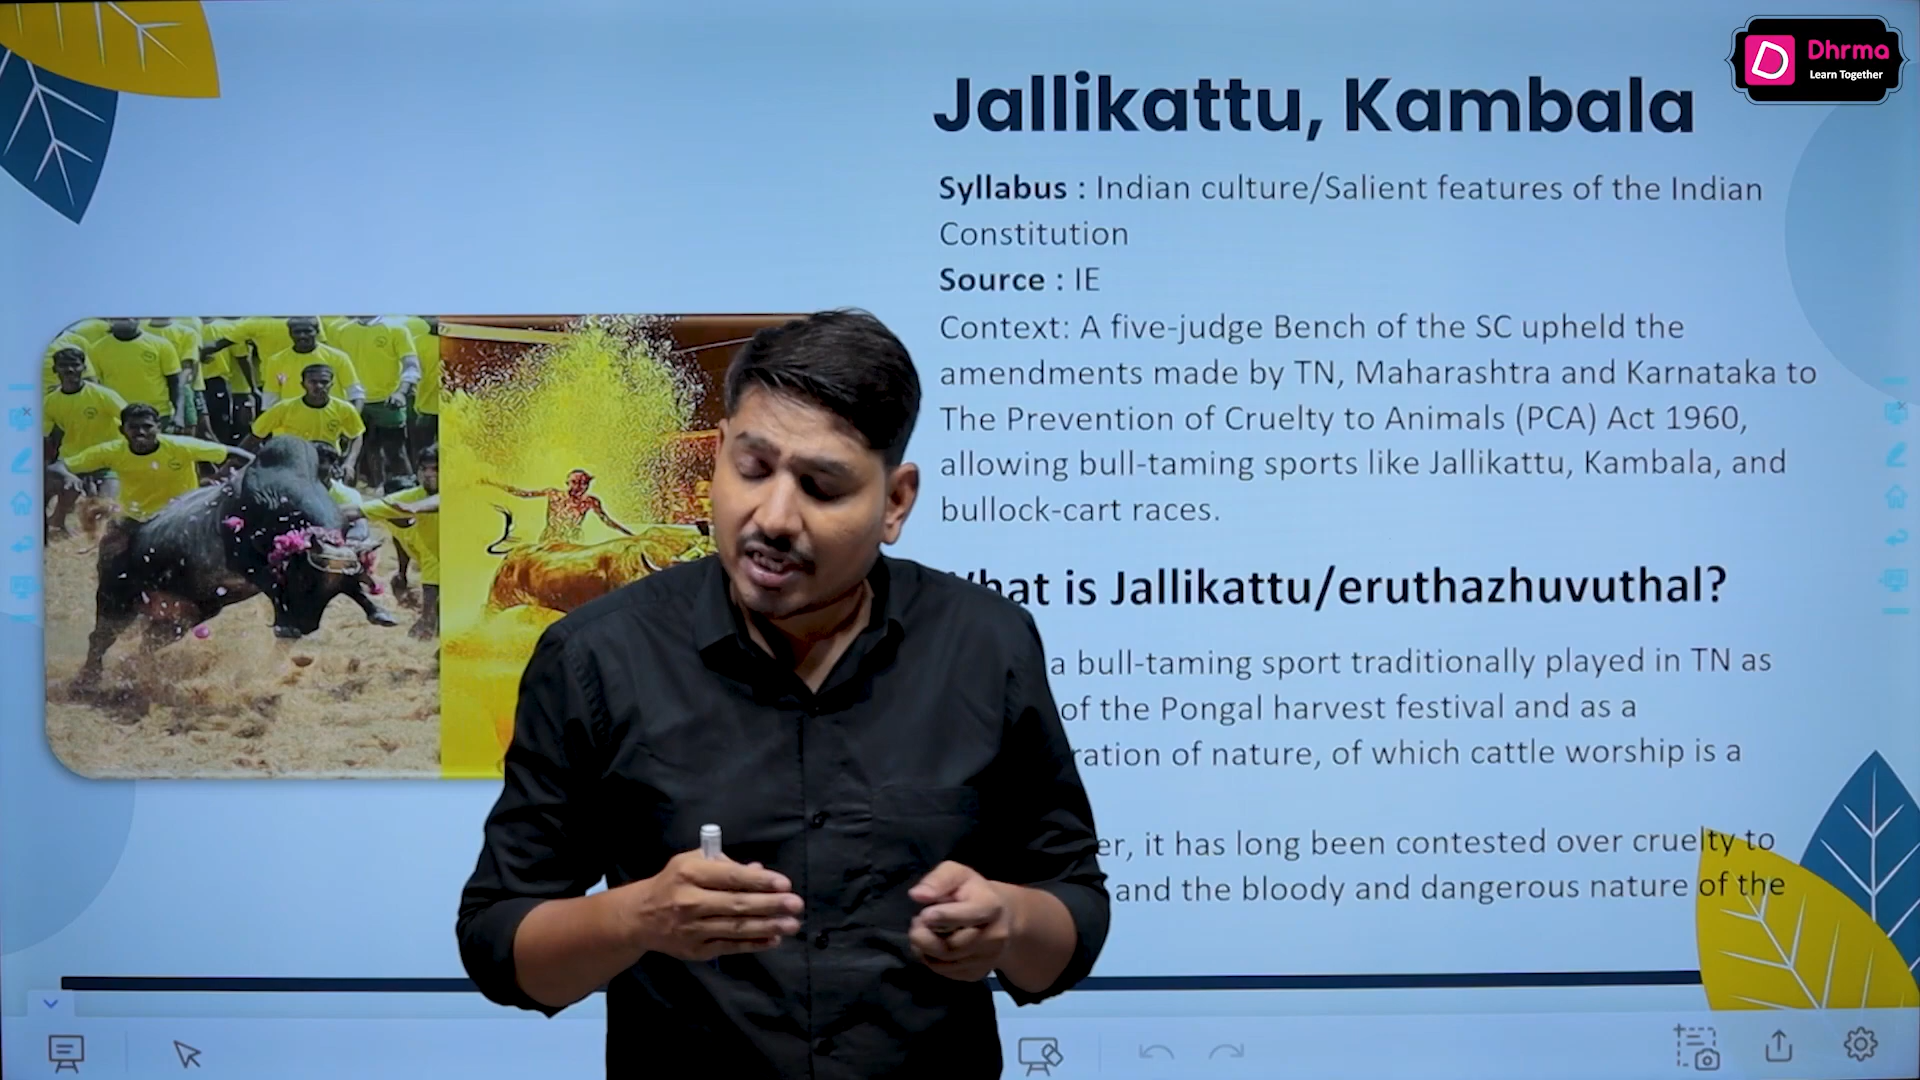 Dhrma
Learn Together
Jallikattu, Kambala
Syllabus : Indian culture/Salient features of the Indian
Constitution
Source : IE
Context: A five-judge Bench of the SC upheld the
amendments made by TN, Maharashtra and Karnataka to
The Prevention of Cruelty to Animals (PCA) Act 1960,
allowing bull-taming sports like Jallikattu, Kambala, and
bullock-cart races.
is Jallikattu/eruthazhuvuthal?
a bull-taming sport traditionally played in TN as
of the Pongal harvest festival and as a
of nature, of which cattle worship is a
it has long been contested over cruelty to
and the bloody and dangerous nature of the